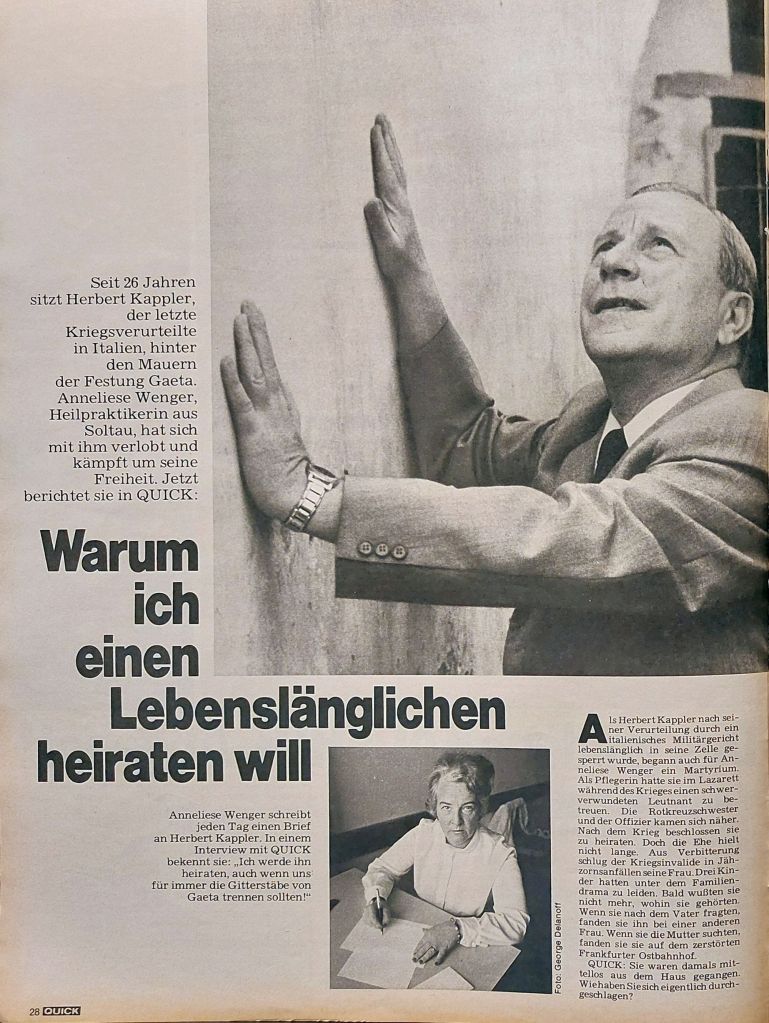 Seit 26 Jahren
sitzt Herbert Kappler,
der letzte
Kriegsverurteilte
in Italien, hinter
den Mauern
der Festung Gaeta.
Anneliese Wenger,
Heilpraktikerin aus
Soltau, hat sich
mit ihm verlobt und
kämpft um seine
Freiheit. Jetzt
berichtet sie in QUICK:
Warum
ich
einen
Lebenslänglichen
heiraten will
Anneliese Wenger schreibt
jeden Tag einen Brief
an Herbert Kappler. In einem
Interview mit QUICK
bekennt sie: „Ich werde ihn
heiraten, auch wenn uns
für immer die Gitterstäbe von
Gaeta trennen sollten!“
Foto: George Delanoff
Als Herbert Kappler nach sei-
ner Verurteilung durch ein
italienisches Militärgericht
lebenslänglich in seine Zelle ge-
sperrt wurde, begann auch für An-
neliese Wenger ein Martyrium.
Als Pflegerin hatte sie im Lazarett
während des Krieges einen schwer-
verwundeten Leutnant zu be-
treuen. Die Rotkreuzschwester
und der Offizier kamen sich näher.
Nach dem Krieg beschlossen sie
zu heiraten. Doch die Ehe hielt
nicht lange. Aus Verbitterung
schlug der Kriegsinvalide in Jäh-
zornsanfällen seine Frau. Drei Kin-
der hatten unter dem Familien-
drama zu leiden. Bald wußten sie
nicht mehr, wohin sie gehörten.
Wenn sie nach dem Vater fragten,
fanden sie ihn bei einer anderen
Frau. Wenn sie die Mutter suchten,
fanden sie sie auf dem zerstörten
Frankfurter Ostbahnhof.
QUICK: Sie waren damals mit-
tellos aus dem Haus gegangen.
Wie haben Sie sich eigentlich durch-
geschlagen?
28 QUICK